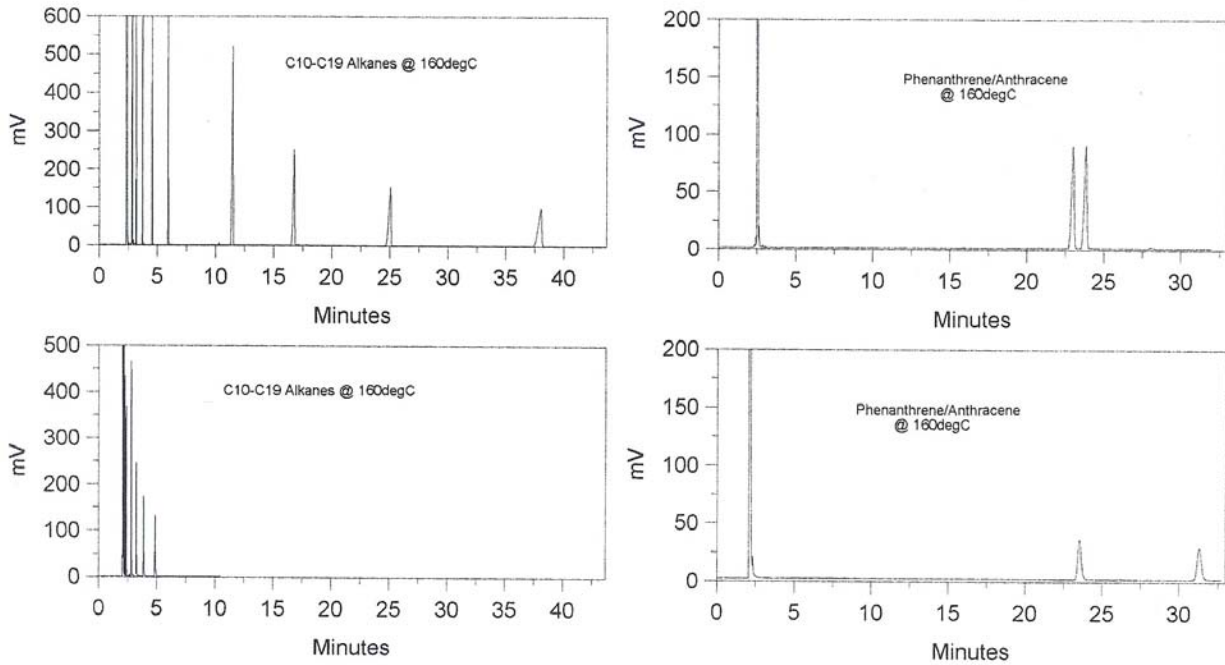 600
500
400
300
200
100
0
mV
C10-C19 Alkanes @ 160degC
0 5 10 15 20 25 30 35 40
Minutes
200
150
100
50
0
mV
Phenanthrene/Anthracene
@ 160degC
0 5 10 15 20 25 30
Minutes
500
400
300
200
100
0
mV
C10-C19 Alkanes @ 160degC
0 5 10 15 20 25 30 35 40
Minutes
200
150
100
50
0
mV
Phenanthrene/Anthracene
@ 160degC
0 5 10 15 20 25 30
Minutes